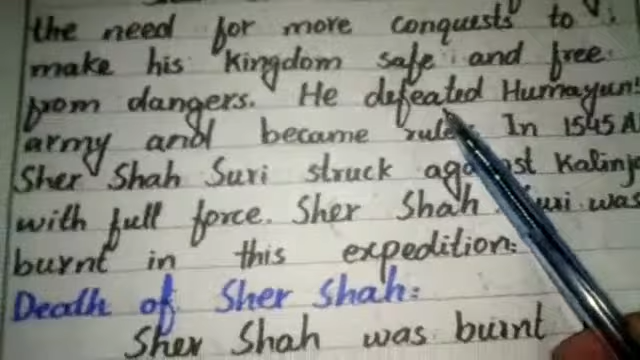 the need for more conquests to
make his kingdom safe and free
from dangers. He defeated Humayun's
army and became In 1545 A
Sher Shah Suri struck Kalinj
with full force. Sher Shah was
burnt in this expedition.
Death of Sher Shah:
Sher Shah was burnt